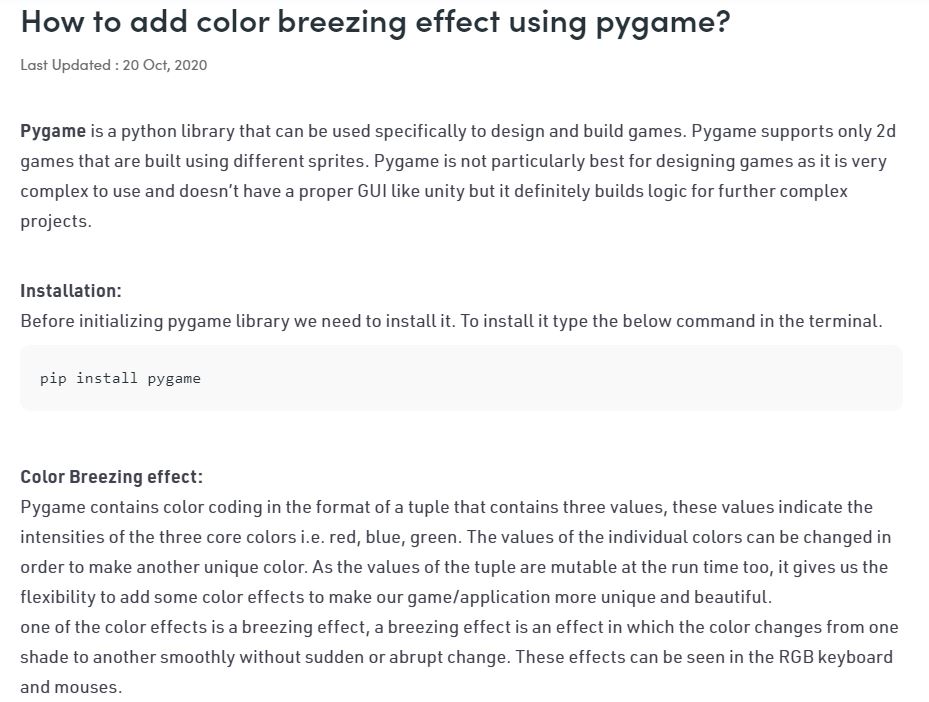 How to add color breezing effect using pygame?
Last Updated : 20 Oct, 2020
Pygame is a python library that can be used specifically to design and build games. Pygame supports only 2d
games that are built using different sprites. Pygame is not particularly best for designing games as it is very
complex to use and doesn’t have a proper GUI like unity but it definitely builds logic for further complex
projects.
Installation:
Before initializing pygame library we need to install it. To install it type the below command in the terminal.
pip install pygame
Color Breezing effect:
Pygame contains color coding in the format of a tuple that contains three values, these values indicate the
intensities of the three core colors i.e. red, blue, green. The values of the individual colors can be changed in
order to make another unique color. As the values of the tuple are mutable at the run time too, it gives us the
flexibility to add some color effects to make our game/application more unique and beautiful.
one of the color effects is a breezing effect, a breezing effect is an effect in which the color changes from one
shade to another smoothly without sudden or abrupt change. These effects can be seen in the RGB keyboard
and mouses.